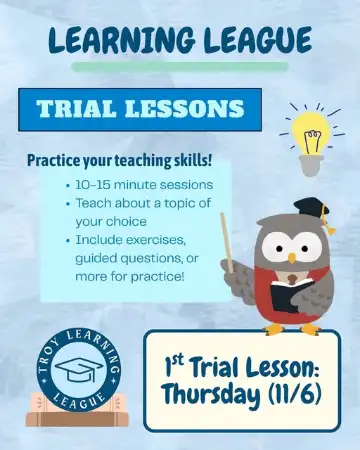 LEARNING LEAGUE
TRIAL LESSONS
Practice your teaching skills!
• 10-15 minute sessions
• Teach about a topic of
your choice
• Include exercises,
guided questions, or
more for practice!
TROY LEARNING
LEAGUE
1st Trial Lesson:
Thursday (11/6)